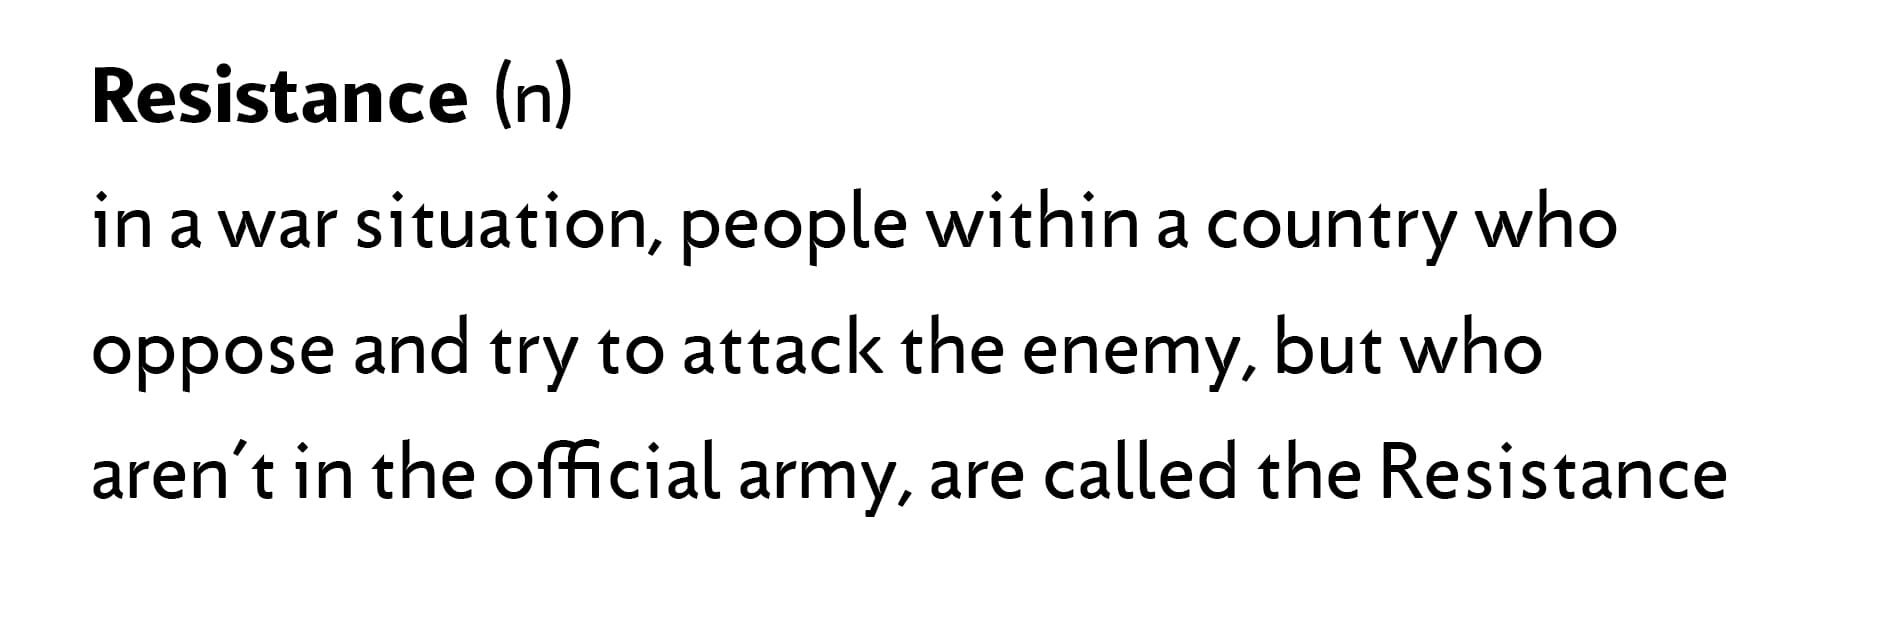 Resistance (n)
in a war situation, people within a country who
oppose and try to attack the enemy, but who
aren´t in the official army, are called the Resistance